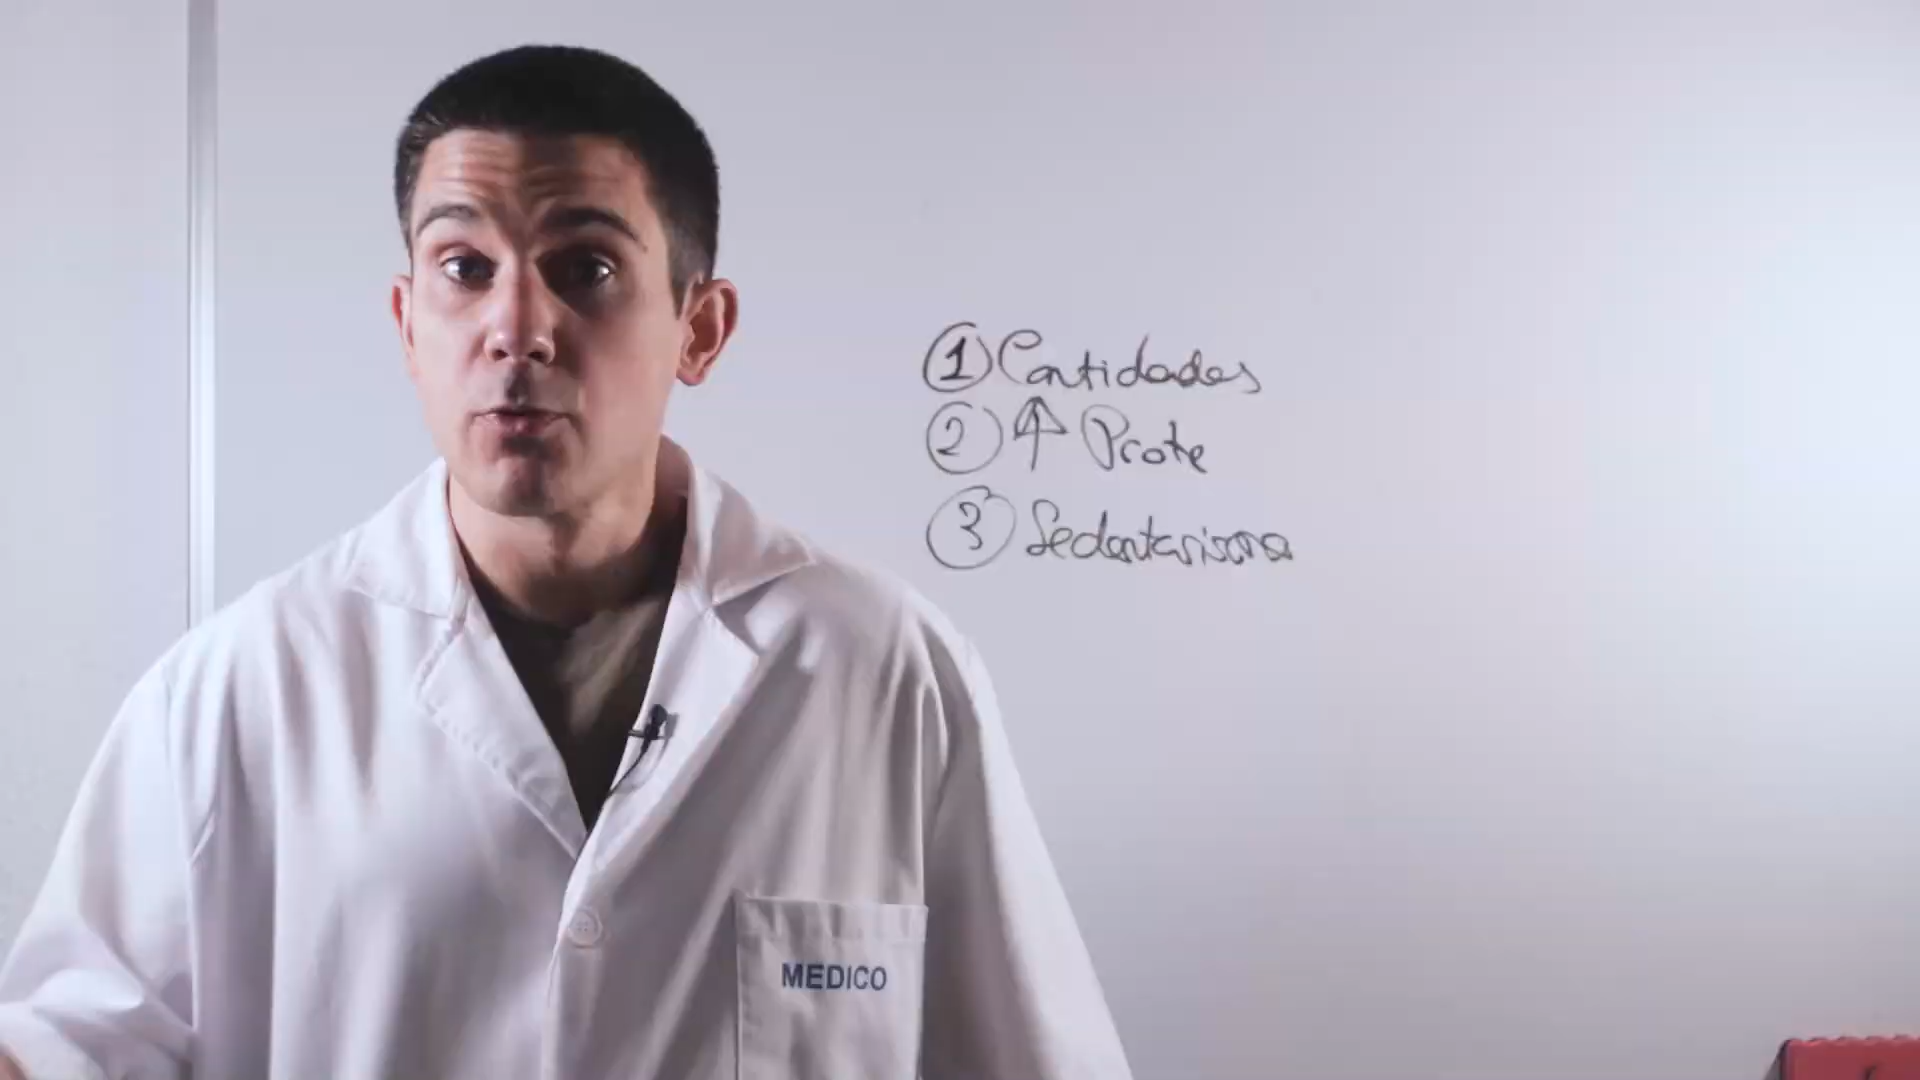 ① Cantidades
② ↑ Prote
③ Sedentarismo
MEDICO